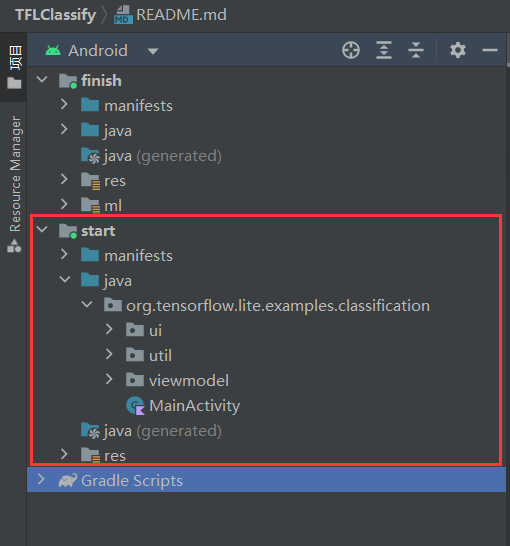 TFLClassify README.md
项目
Resource Manager
Android
finish
manifests
java
java (generated)
res
ml
start
manifests
java
org.tensorflow.lite.examples.classification
ui
util
viewmodel
MainActivity
java (generated)
res
Gradle Scripts